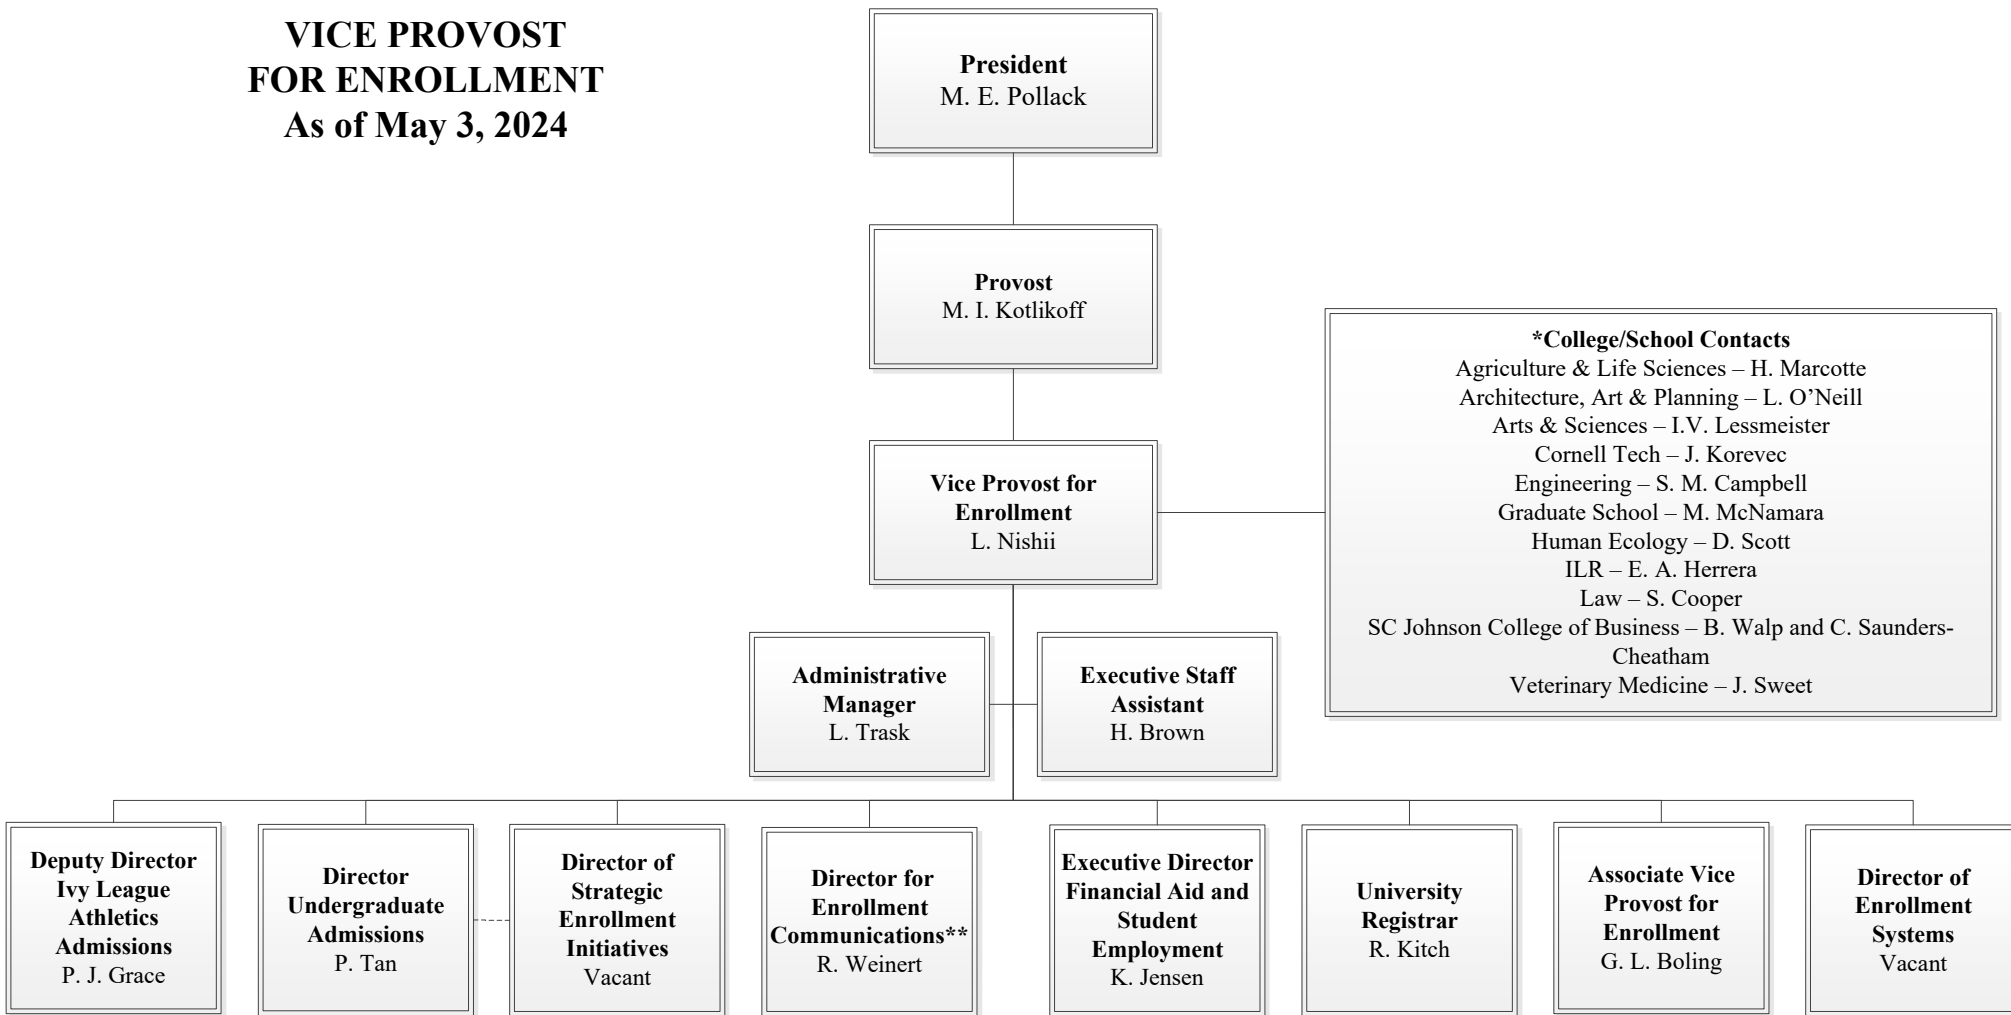 VICE PROVOST
FOR ENROLLMENT
As of May 3, 2024
President
M. E. Pollack
Provost
M. I. Kotlikoff
Vice Provost for
Enrollment
L. Nishii
*College/School Contacts
Agriculture & Life Sciences – H. Marcotte
Architecture, Art & Planning – L. O’Neill
Arts & Sciences – I.V. Lessmeister
Cornell Tech – J. Korevec
Engineering – S. M. Campbell
Graduate School – M. McNamara
Human Ecology – D. Scott
ILR – E. A. Herrera
Law – S. Cooper
SC Johnson College of Business – B. Walp and C. Saunders-
Cheatham
Veterinary Medicine – J. Sweet
Administrative
Manager
L. Trask
Executive Staff
Assistant
H. Brown
Deputy Director
Ivy League
Athletics
Admissions
P. J. Grace
Director
Undergraduate
Admissions
P. Tan
Director of
Strategic
Enrollment
Initiatives
Vacant
Director for
Enrollment
Communications**
R. Weinert
Executive Director
Financial Aid and
Student
Employment
K. Jensen
University
Registrar
R. Kitch
Associate Vice
Provost for
Enrollment
G. L. Boling
Director of
Enrollment
Systems
Vacant